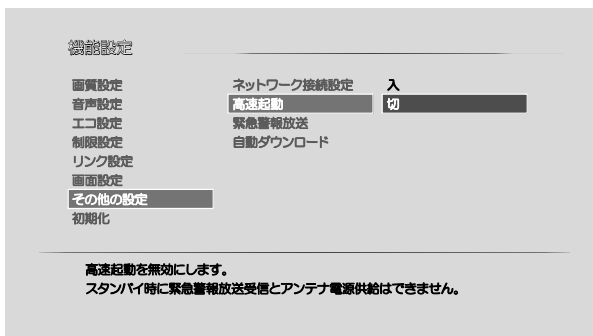 機能設定
画質設定
音声設定
エコ設定
制限設定
リンク設定
画面設定
その他の設定
初期化
ネットワーク接続設定
高速起動
緊急警報放送
自動ダウンロード
入
切
高速起動を無効にします。
スタンバイ時に緊急警報放送受信とアンテナ電源供給はできません。